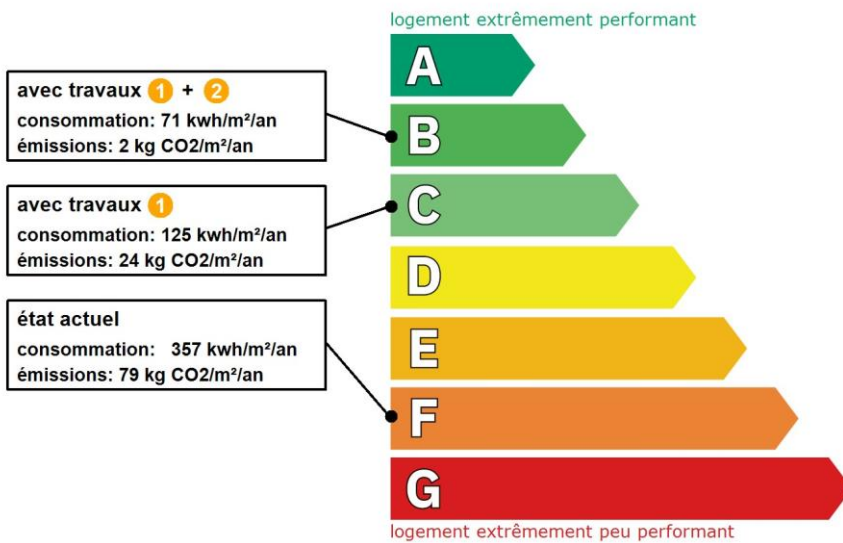 logement extrêmement performant
A
avec travaux 1 + 2
consommation: 71 kwh/m²/an
émissions: 2 kg CO2/m²/an
B
avec travaux 1
consommation: 125 kwh/m²/an
émissions: 24 kg CO2/m²/an
C
D
état actuel
consommation: 357 kwh/m²/an
émissions: 79 kg CO2/m²/an
E
F
G
logement extrêmement peu performant